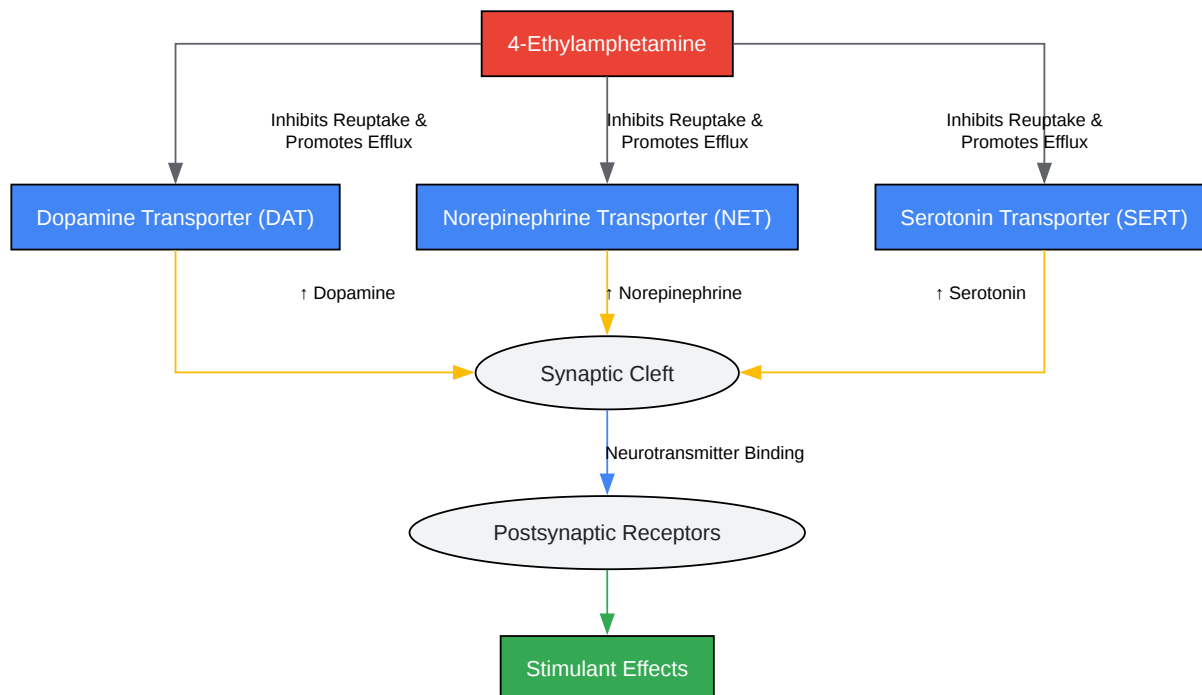 4-Ethylamphetamine
Inhibits Reuptake &
Promotes Efflux
Inhibits Reuptake &
Promotes Efflux
Inhibits Reuptake &
Promotes Efflux
Dopamine Transporter (DAT)
Norepinephrine Transporter (NET)
Serotonin Transporter (SERT)
↑ Dopamine
↑ Norepinephrine
↑ Serotonin
Synaptic Cleft
Neurotransmitter Binding
Postsynaptic Receptors
Stimulant Effects